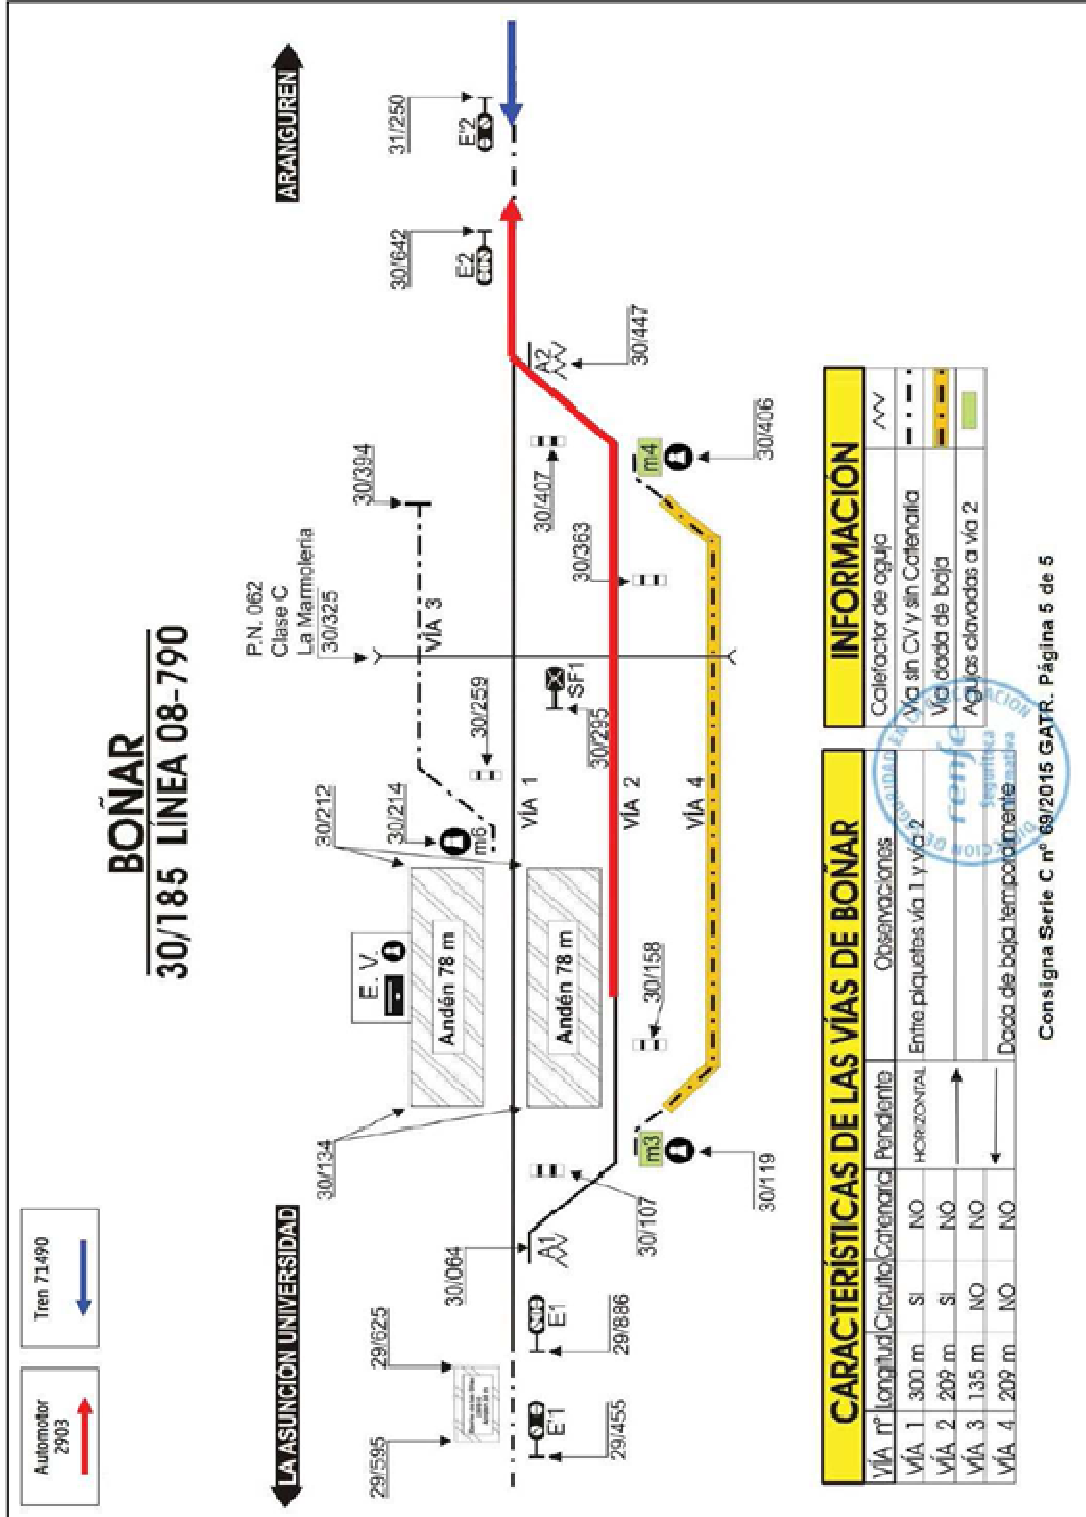 Automotor
2903
Tren 71490
BOÑAR
30/185 LÍNEA 08-790
LA ASUNCIÓN UNIVERSIDAD
ARANGUREN
29/595
29/625
E'1
29/455
E1
29/886
30/064
A1
30/107
30/134
E. V.
Andén 78 m
Andén 78 m
30/212
30/214
m6
30/259
P.N. 062
Clase C
La Marmolería
30/325
VÍA 3
30/394
VÍA 1
SF1
30/295
VÍA 2
30/158
30/363
30/407
VÍA 4
m3
30/119
m4
30/406
A2
30/447
E2
30/642
E'2
31/250
CARACTERÍSTICAS DE LAS VÍAS DE BOÑAR
VÍA nº Longitud Circuito Catenaria Pendiente Observaciones
VÍA 1 300 m SI NO HORIZONTAL Entre piquetes vía 1 y vía 2
VÍA 2 209 m SI NO
VÍA 3 135 m NO NO
VÍA 4 209 m NO NO Dada de baja temporalmente
INFORMACIÓN
Calefactor de aguja
Vía sin CV y sin Catenaria
Vía dada de baja
Agujas clavadas a vía 2
renfe
Consigna Serie C nº 69/2015 GATR. Página 5 de 5